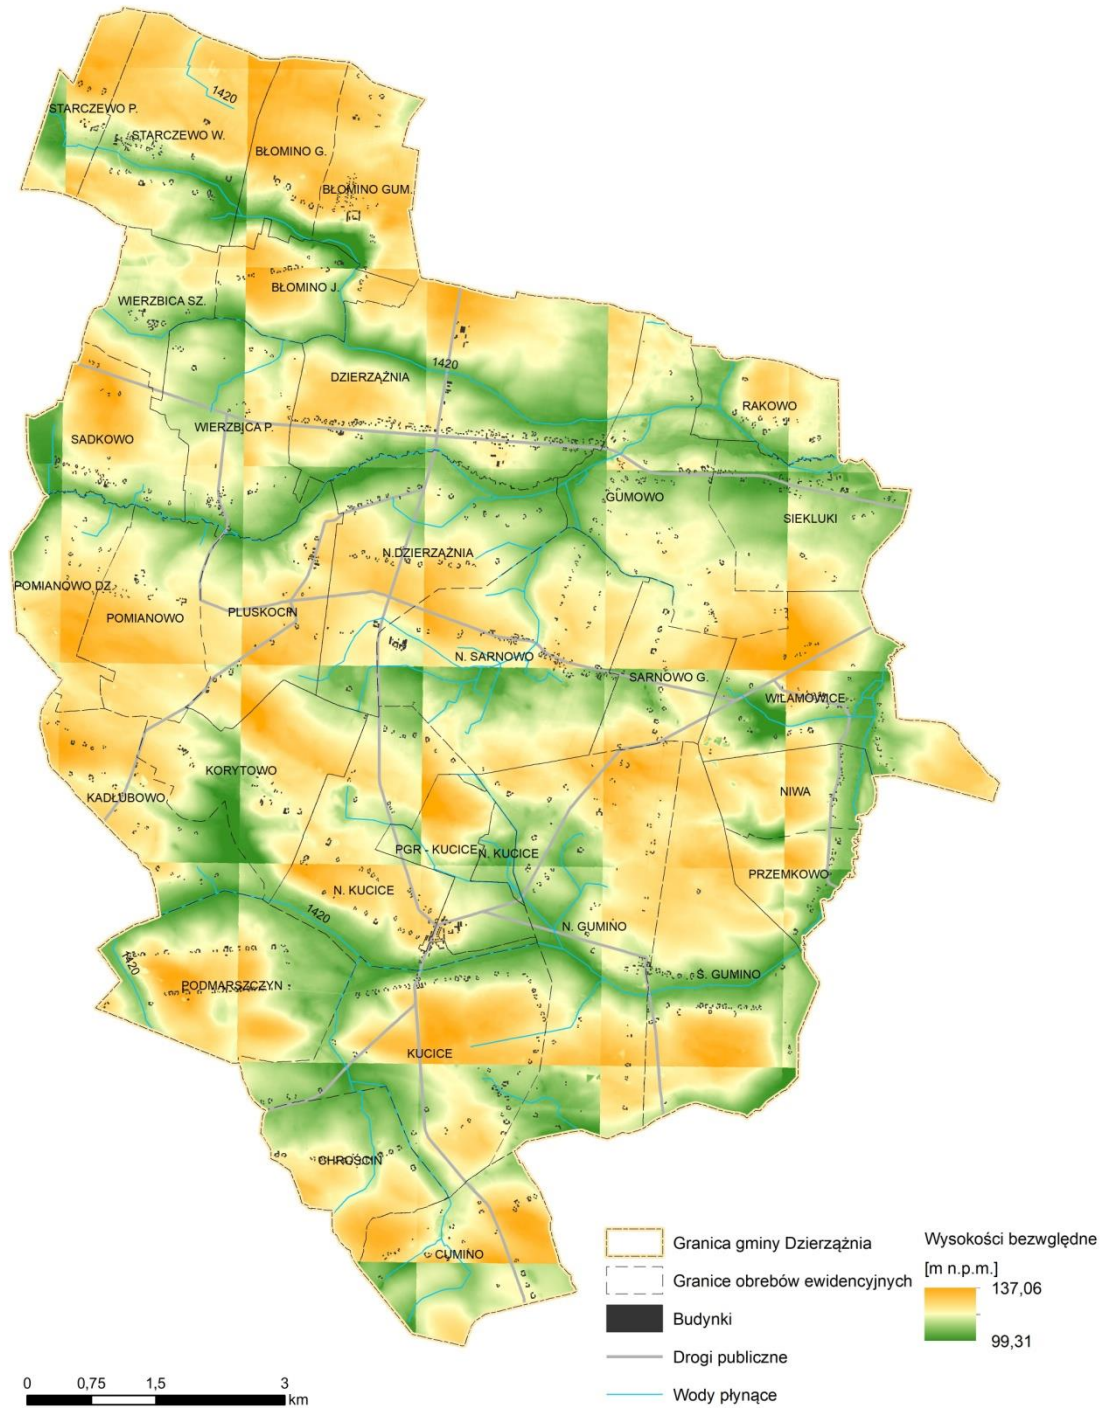 1420
STARCZEWO P.
STARCZEWO W.
BŁOMINO G.
BŁOMINO GUM.
BŁOMINO J.
WIERZBICA SZ.
1420
DZIERZĄŻNIA
RAKOWO
WIERZBICA P.
SADKOWO
GUMOWO
SIEKLUKI
N.DZIERZĄŻNIA
POMIANOWO DZ.
POMIANOWO
PLUSKOCIN
N. SARNOWO
SARNOWO G.
WILAMOWICE
KORYTOWO
NIWA
KADŁUBOWO
PGR - KUCICE
N. KUCICE
PRZEMKOWO
N. KUCICE
1420
N. GUMINO
1420
S. GUMINO
PODMARSZCZYN
KUCICE
CHROŚCIN
CUMINO
Granica gminy Dzierzążnia
Granice obrębów ewidencyjnych
Budynki
Drogi publiczne
Wody płynące
Wysokości bezwględne
[m n.p.m.]
137,06
99,31
0 0,75 1,5 3
km